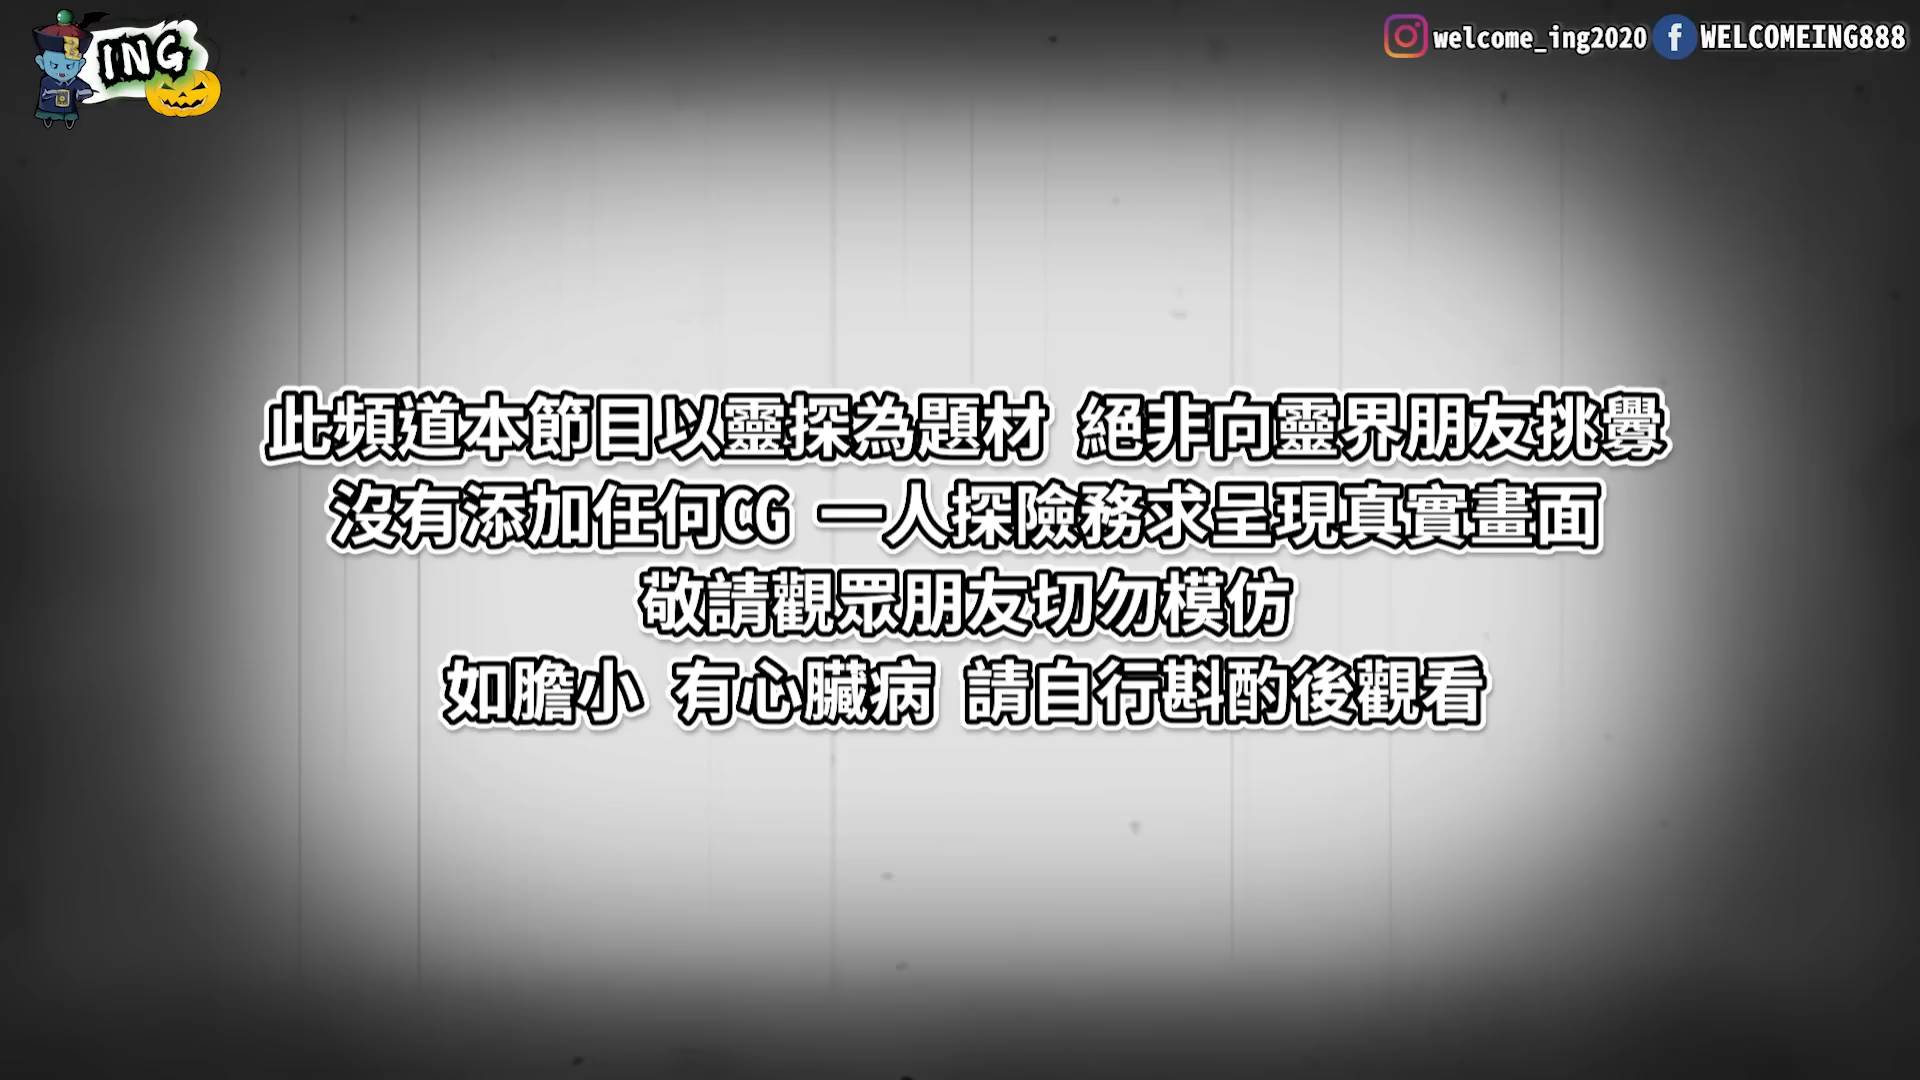 ING
welcome_ing2020 WELCOMEING888
此頻道本節目以靈探為題材 絕非向靈界朋友挑釁
沒有添加任何CG 一人探險務求呈現真實畫面
敬請觀眾朋友切勿模仿
如膽小 有心臟病 請自行斟酌後觀看